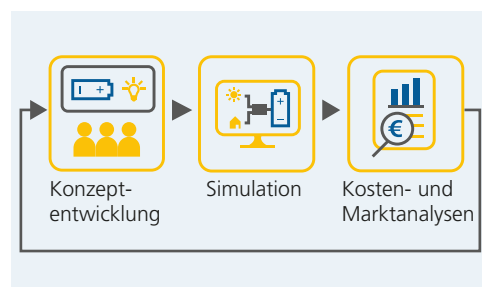 Konzept-
entwicklung
Simulation
Kosten- und
Marktanalysen
€